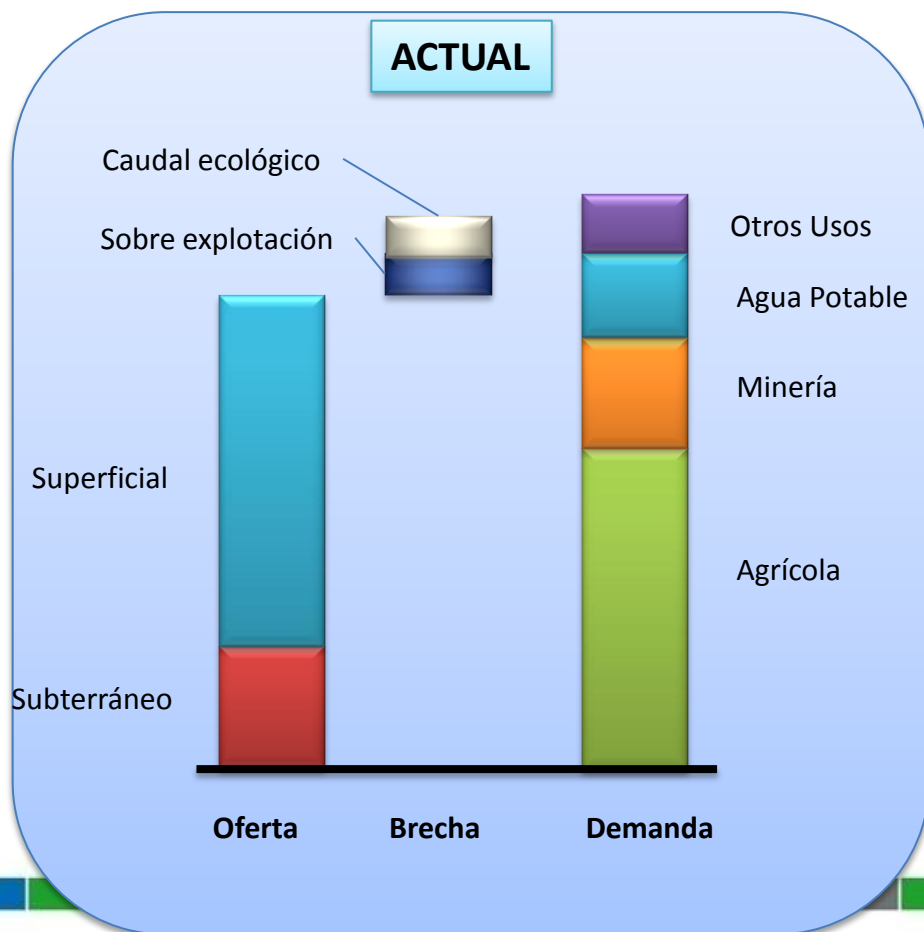 ACTUAL
Caudal ecológico
Sobre explotación
Otros Usos
Agua Potable
Minería
Superficial
Agrícola
Subterráneo
Oferta
Brecha
Demanda